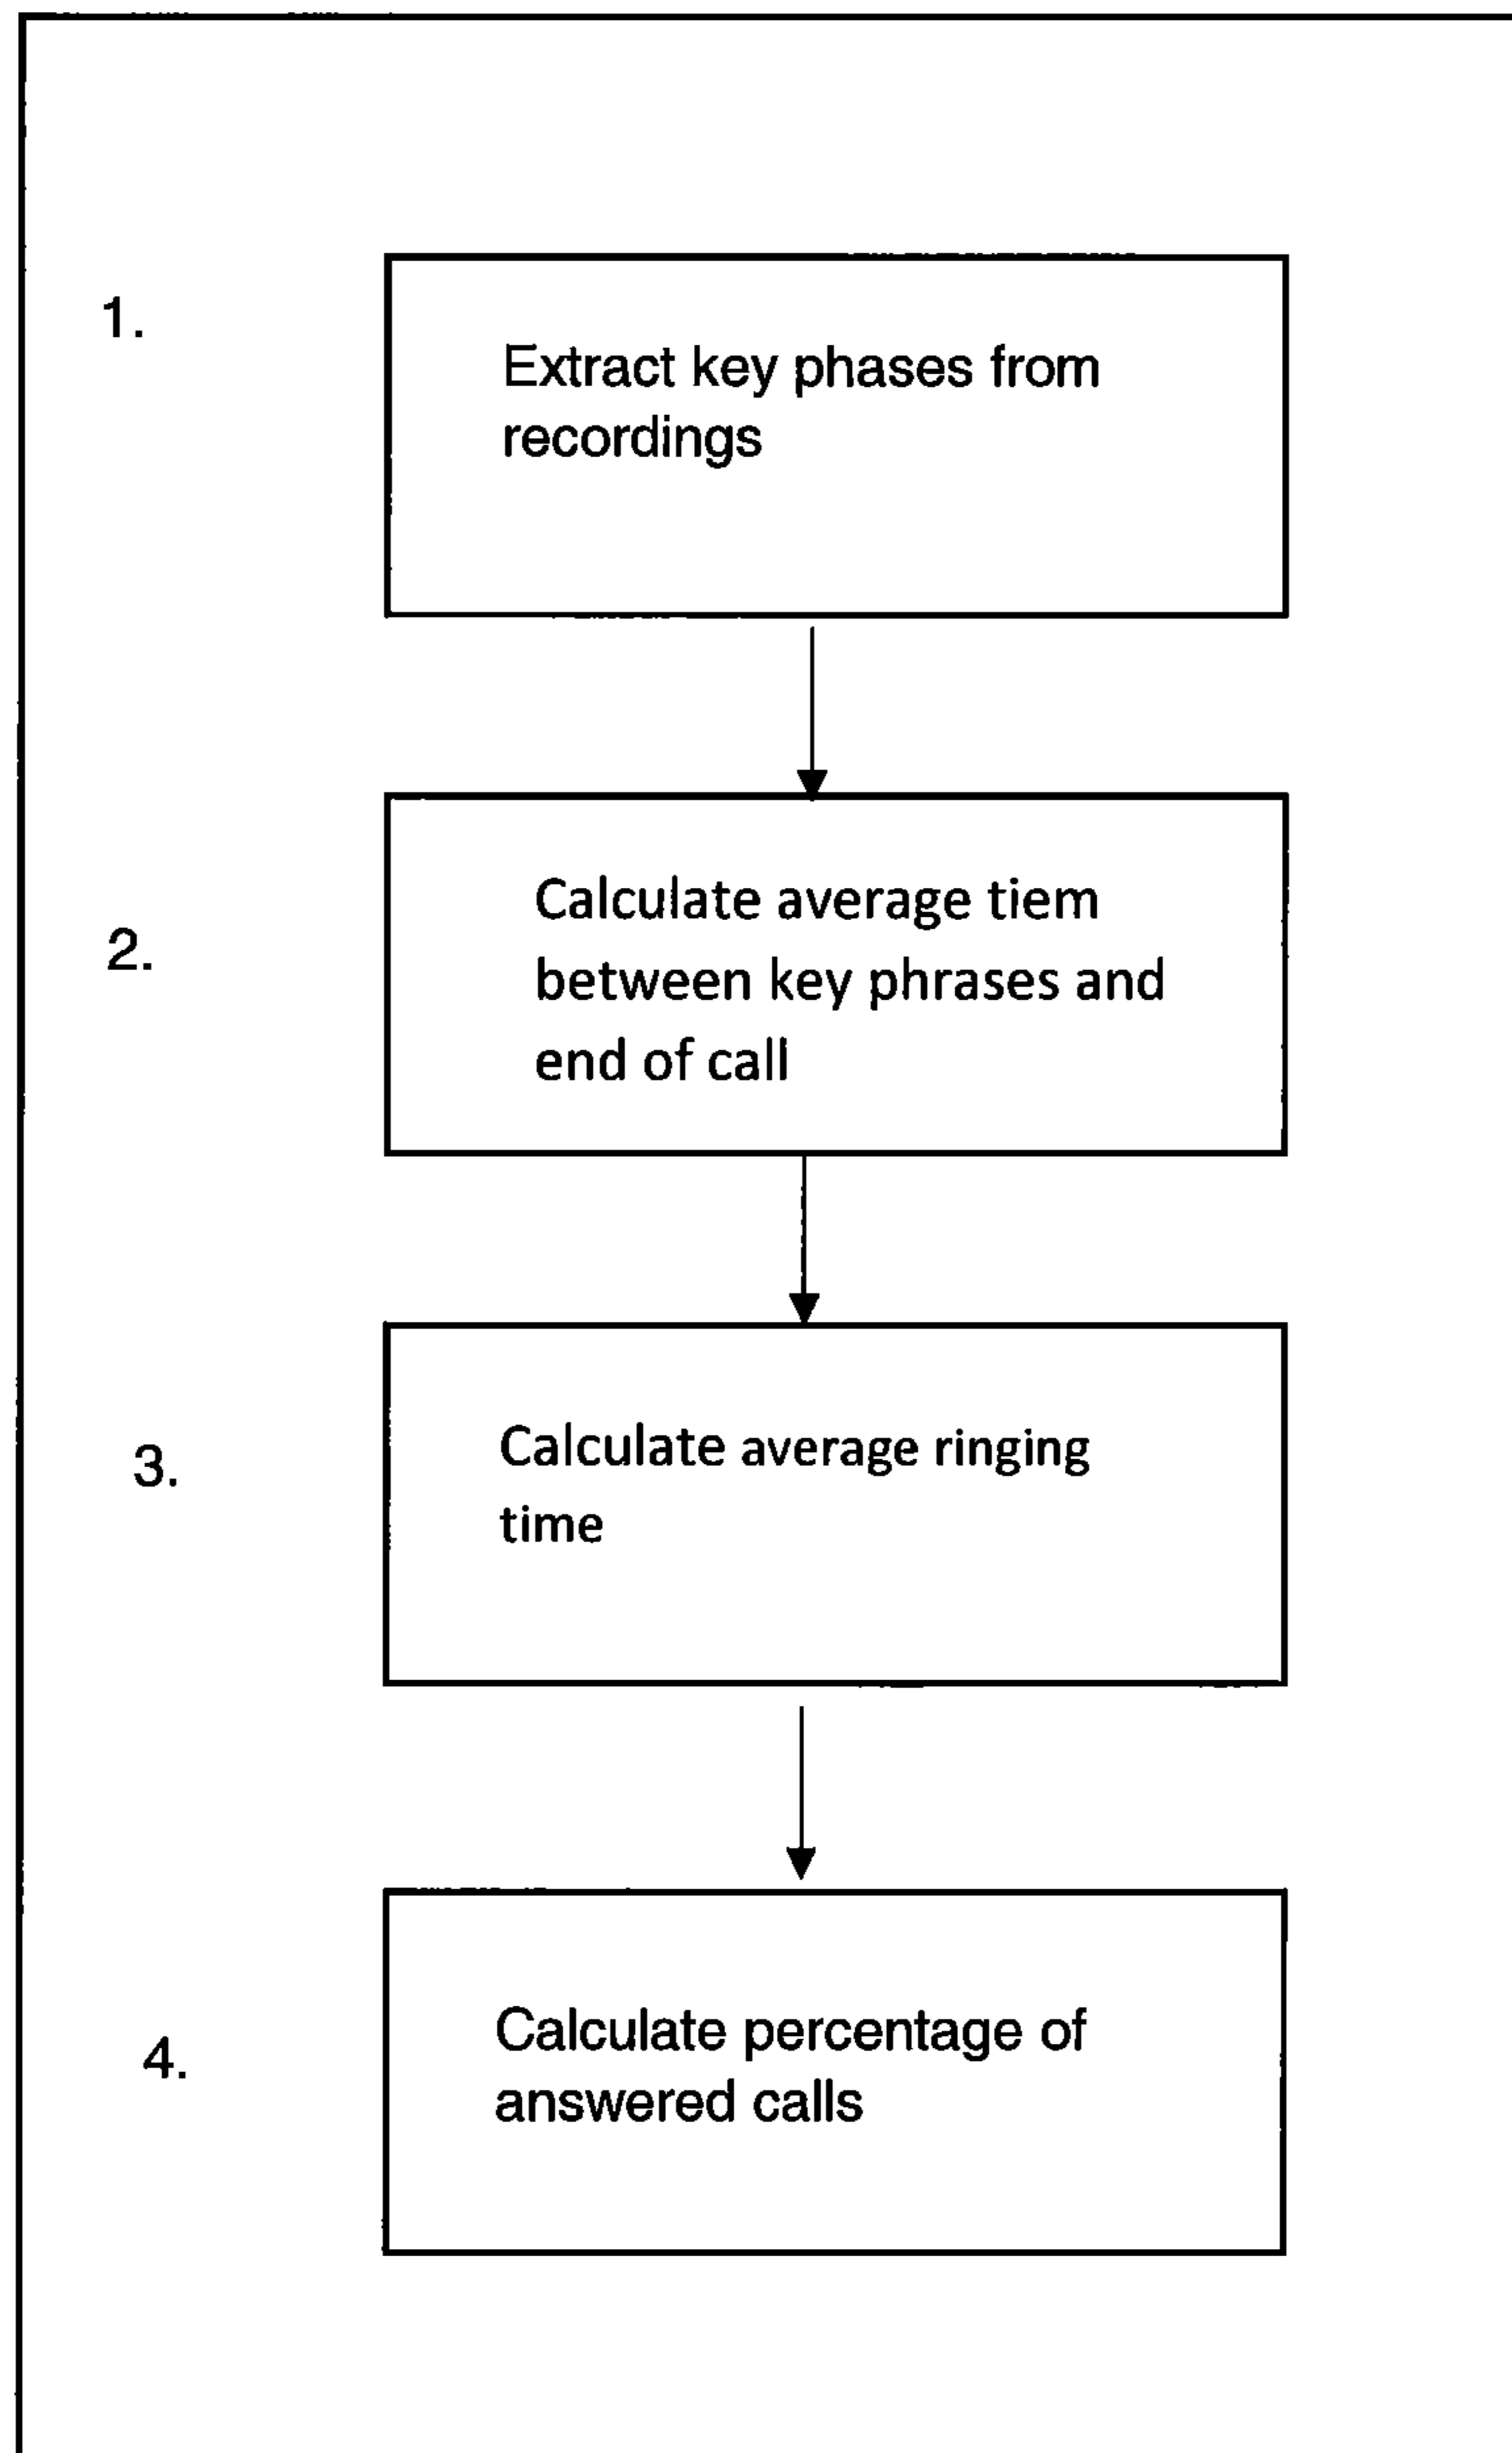 1.
Extract key phases from
recordings
2.
Calculate average tiem
between key phrases and
end of call
3.
Calculate average ringing
time
4.
Calculate percentage of
answered calls